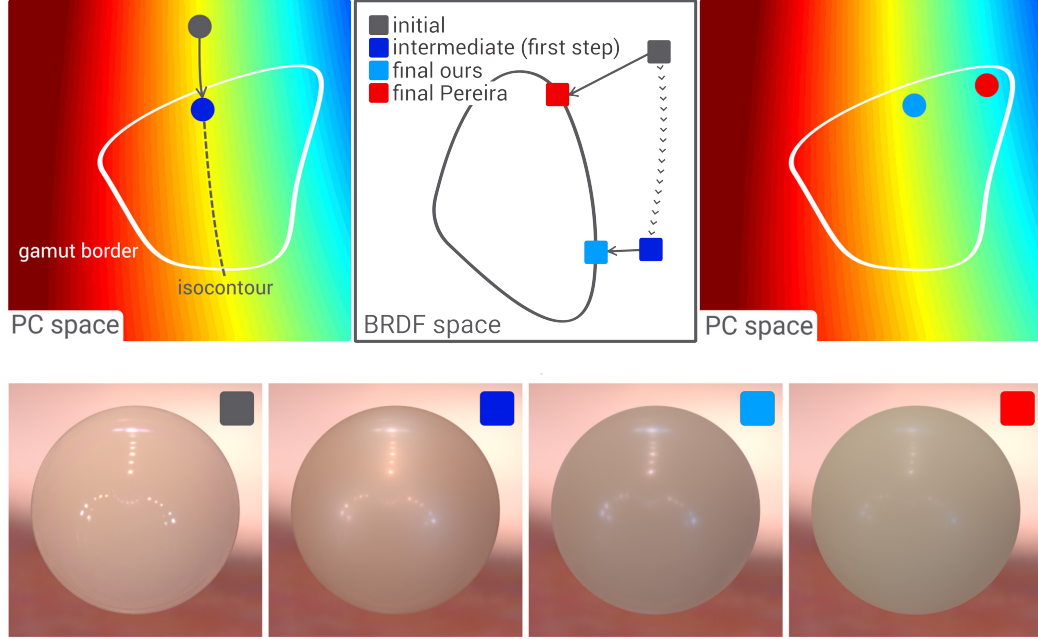 gamut border
isocontour
PC space
initial
intermediate (first step)
final ours
final Pereira
BRDF space
PC space